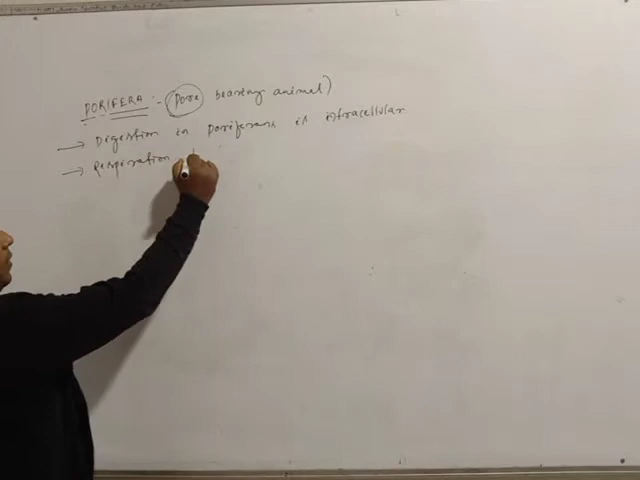 PORIFERA :- (Pore bearing animal)
→ Digestion in poriferans is intracellular
→ Respiration